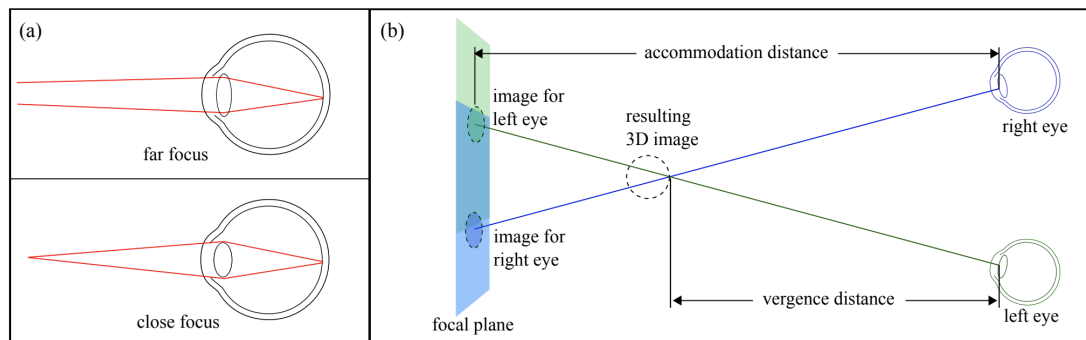 (a)
far focus
close focus
(b)
accommodation distance
image for
left eye
resulting
3D image
right eye
image for
right eye
vergence distance
focal plane
left eye